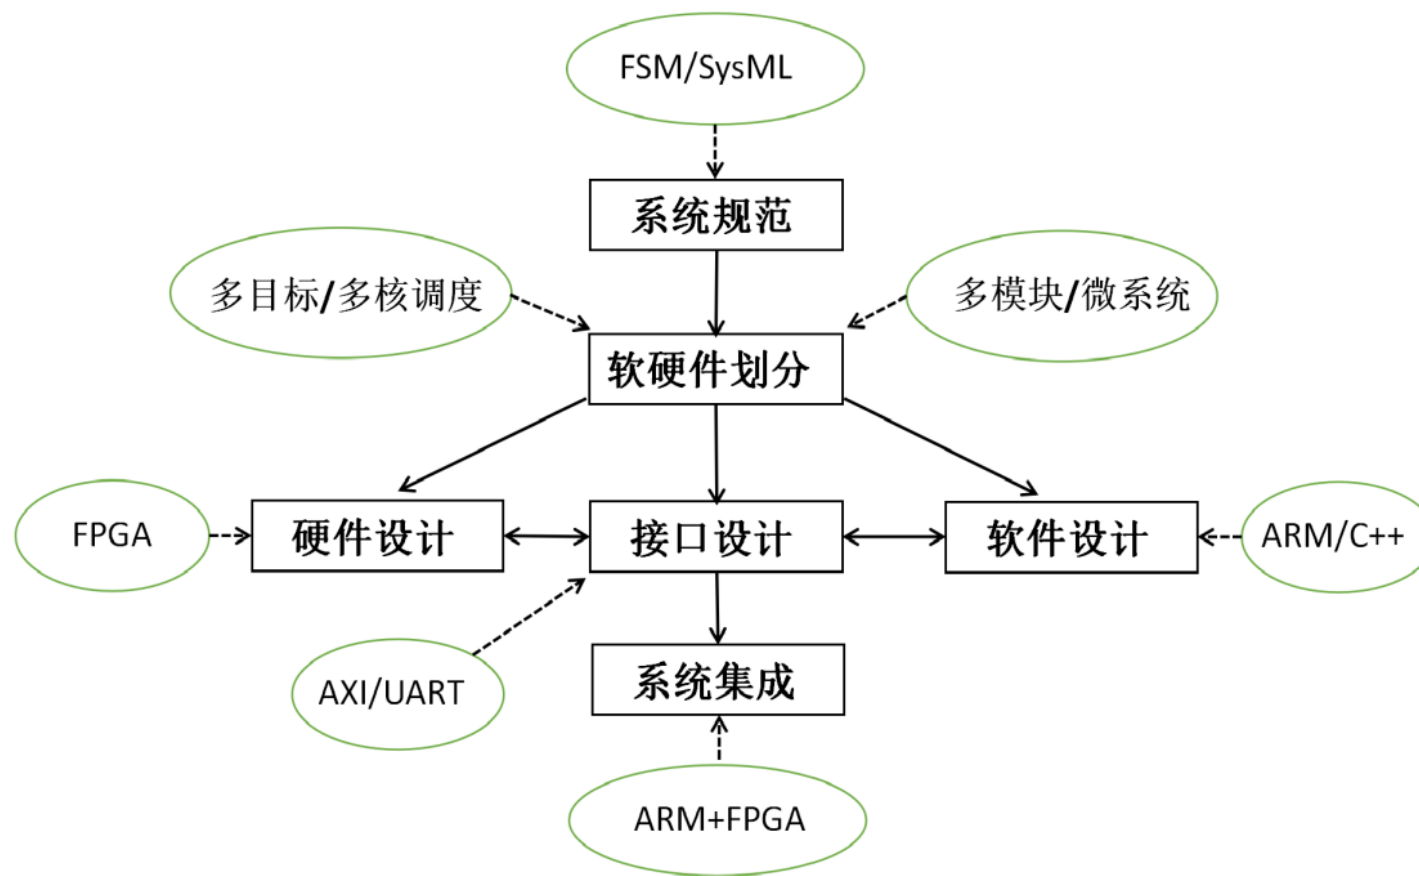 FSM/SysML
系统规范
多目标/多核调度
多模块/微系统
软硬件划分
FPGA
硬件设计
接口设计
软件设计
ARM/C++
AXI/UART
系统集成
ARM+FPGA